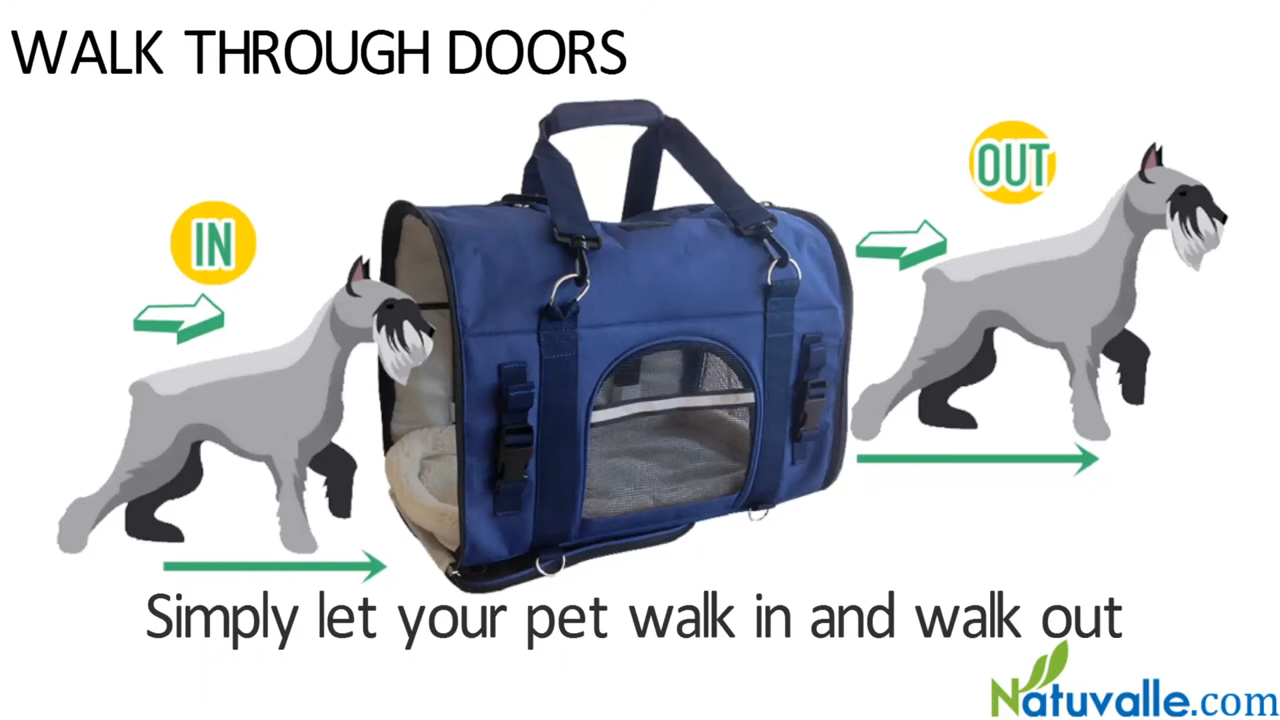 WALK THROUGH DOORS
OUT
IN
Simply let your pet walk in and walk out
Natuvalle.com